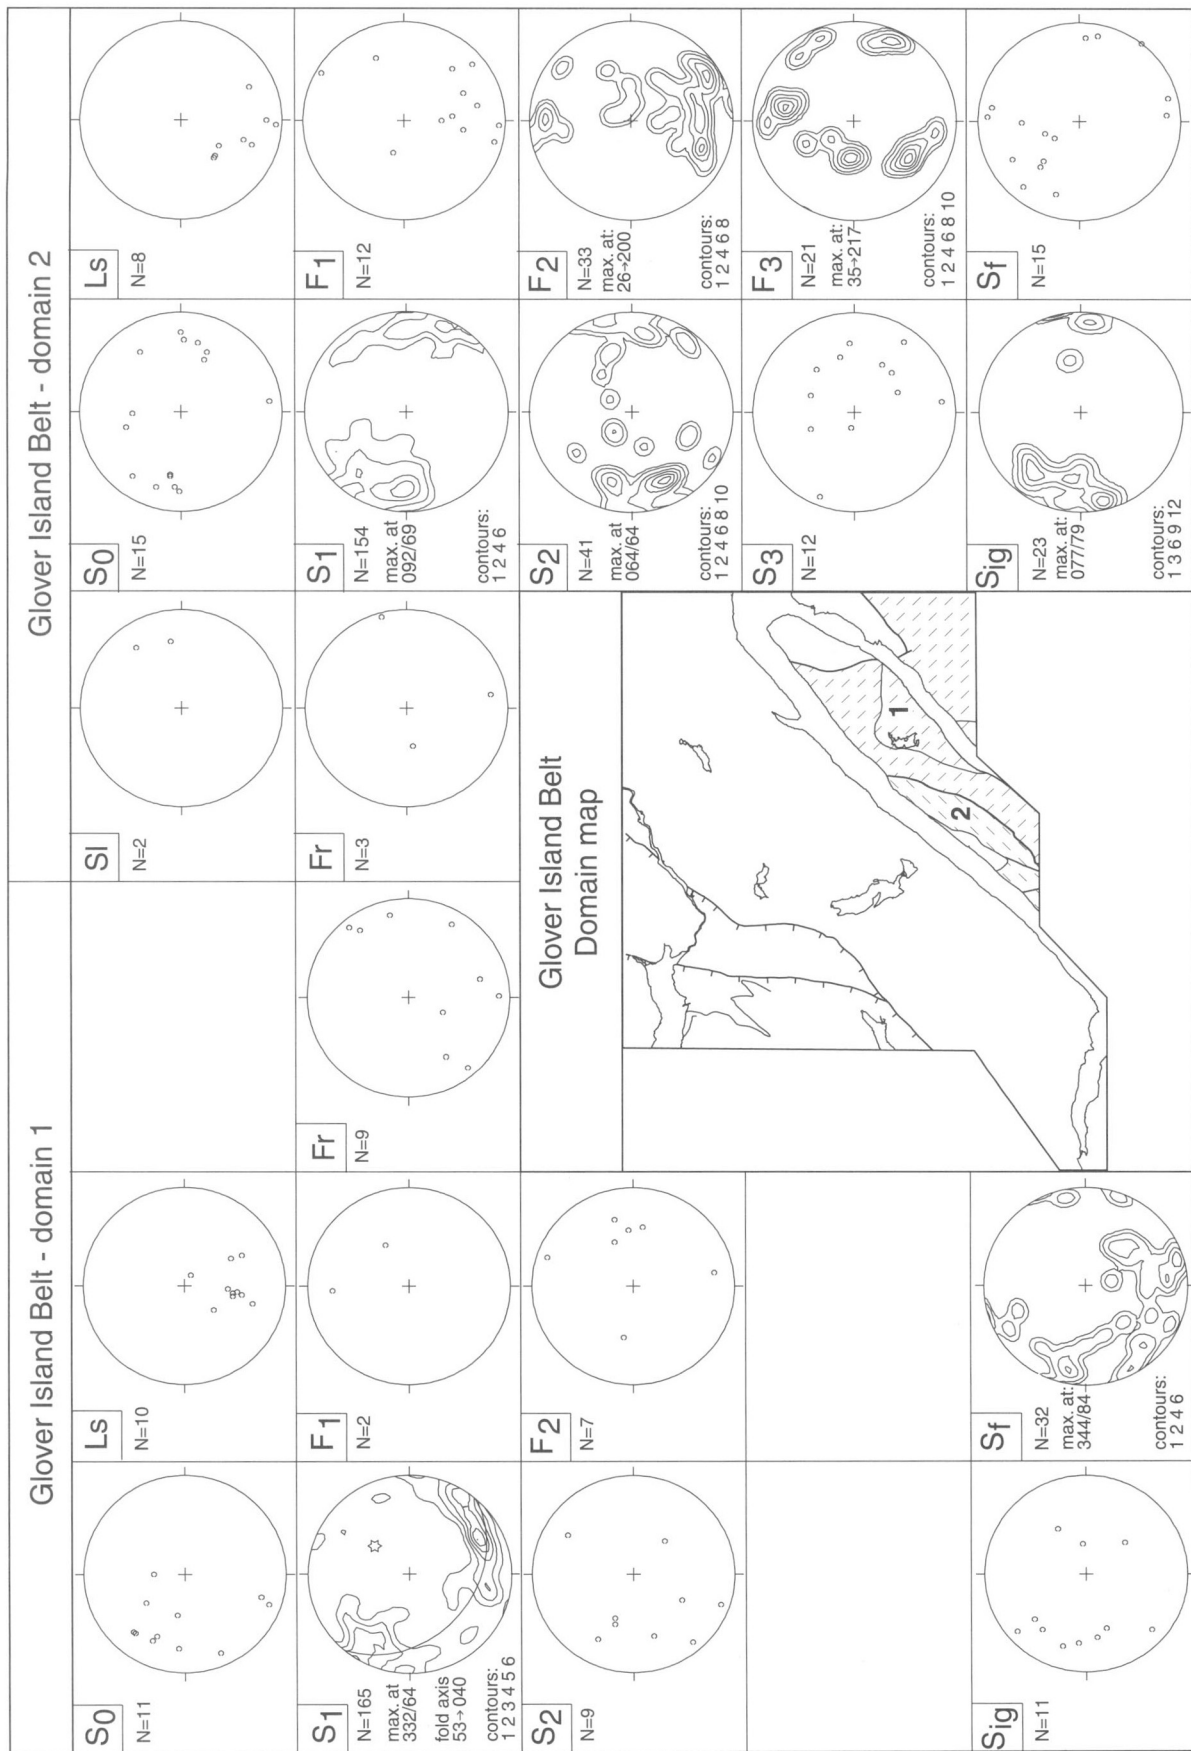 Glover Island Belt - domain 1
S0
N=11
Ls
N=10
S1
N=165
max. at
332/64
fold axis
53→040
contours:
1 2 3 4 5 6
F1
N=2
Fr
N=9
S2
N=9
F2
N=7
Sig
N=11
Sf
N=32
max. at:
344/84
contours:
1 2 4 6
Glover Island Belt
Domain map
1
2
Glover Island Belt - domain 2
Sl
N=2
S0
N=15
Ls
N=8
Fr
N=3
S1
N=154
max. at
092/69
contours:
1 2 4 6
F1
N=12
S2
N=41
max. at
064/64
contours:
1 2 4 6 8 10
F2
N=33
max. at:
26→200
contours:
1 2 4 6 8
S3
N=12
F3
N=21
max. at:
35→217
contours:
1 2 4 6 8 10
Sig
N=23
max. at:
077/79
contours:
1 3 6 9 12
Sf
N=15